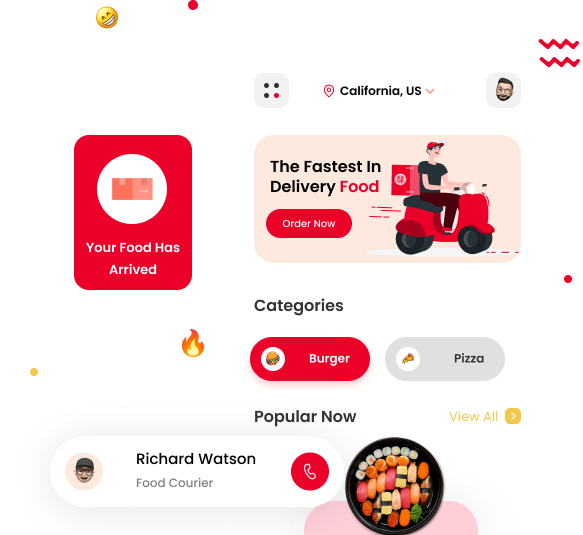 California, US
The Fastest In
Delivery Food
Order Now
Your Food Has
Arrived
Categories
Burger
Pizza
Popular Now
View All
Richard Watson
Food Courier